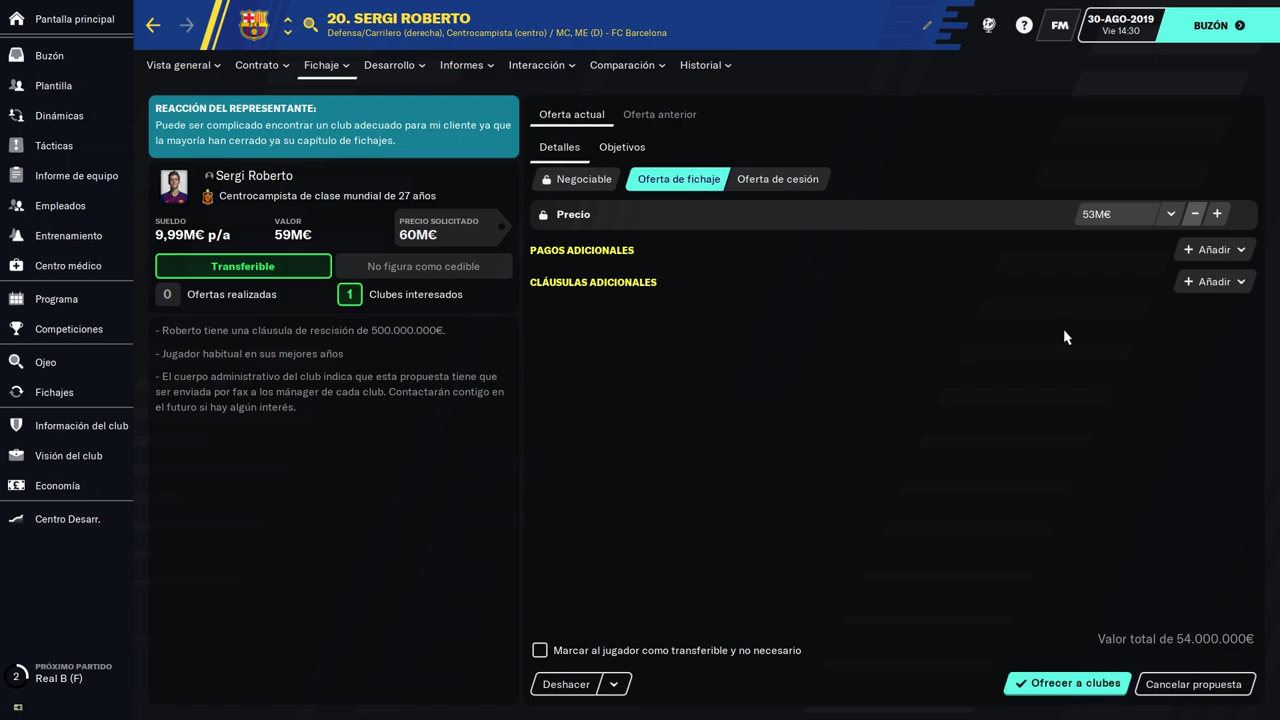 Pantalla principal
20. SERGI ROBERTO
Defensa/Carrilero (derecha), Centrocampista (centro) / MC, ME (D) - FC Barcelona
FM
30-AGO-2019
Vie 14:30
BUZÓN
Buzón
Plantilla
Dinámicas
Tácticas
Informe de equipo
Empleados
Entrenamiento
Centro médico
Programa
Competiciones
Ojeo
Fichajes
Información del club
Visión del club
Economía
Centro Desarr.
2
PRÓXIMO PARTIDO
Real B (F)
Vista general
Contrato
Fichaje
Desarrollo
Informes
Interacción
Comparación
Historial
REACCIÓN DEL REPRESENTANTE:
Puede ser complicado encontrar un club adecuado para mi cliente ya que
la mayoría han cerrado ya su capítulo de fichajes.
Sergi Roberto
Centrocampista de clase mundial de 27 años
SUELDO
9,99M€ p/a
VALOR
59M€
PRECIO SOLICITADO
60M€
Transferible
No figura como cedible
0 Ofertas realizadas
1 Clubes interesados
- Roberto tiene una cláusula de rescisión de 500.000.000€.
- Jugador habitual en sus mejores años
- El cuerpo administrativo del club indica que esta propuesta tiene que
ser enviada por fax a los mánager de cada club. Contactarán contigo en
el futuro si hay algún interés.
Oferta actual
Oferta anterior
Detalles
Objetivos
Negociable
Oferta de fichaje
Oferta de cesión
Precio
53M€
- +
PAGOS ADICIONALES
+ Añadir
CLÁUSULAS ADICIONALES
+ Añadir
Valor total de 54.000.000€
Marcar al jugador como transferible y no necesario
Deshacer
Ofrecer a clubes
Cancelar propuesta